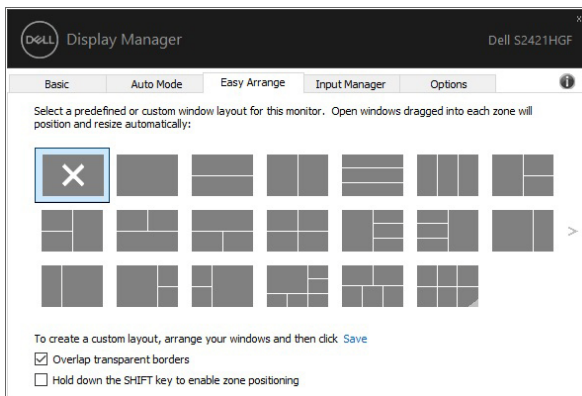 DELL Display Manager
Dell S2421HGF
Basic Auto Mode Easy Arrange Input Manager Options
Select a predefined or custom window layout for this monitor. Open windows dragged into each zone will
position and resize automatically:
To create a custom layout, arrange your windows and then click Save
Overlap transparent borders
Hold down the SHIFT key to enable zone positioning